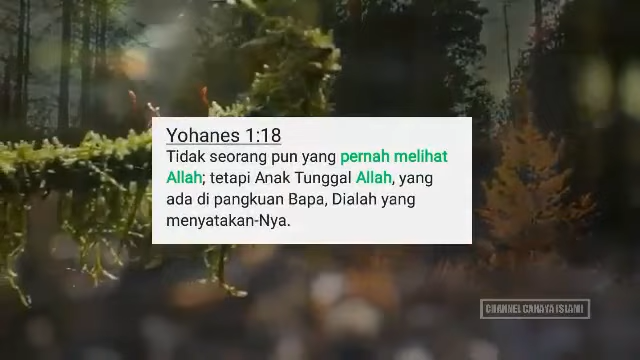 Yohanes 1:18
Tidak seorang pun yang pernah melihat
Allah; tetapi Anak Tunggal Allah, yang
ada di pangkuan Bapa, Dialah yang
menyatakan-Nya.
CHANNEL CAHAYA ISLAMI